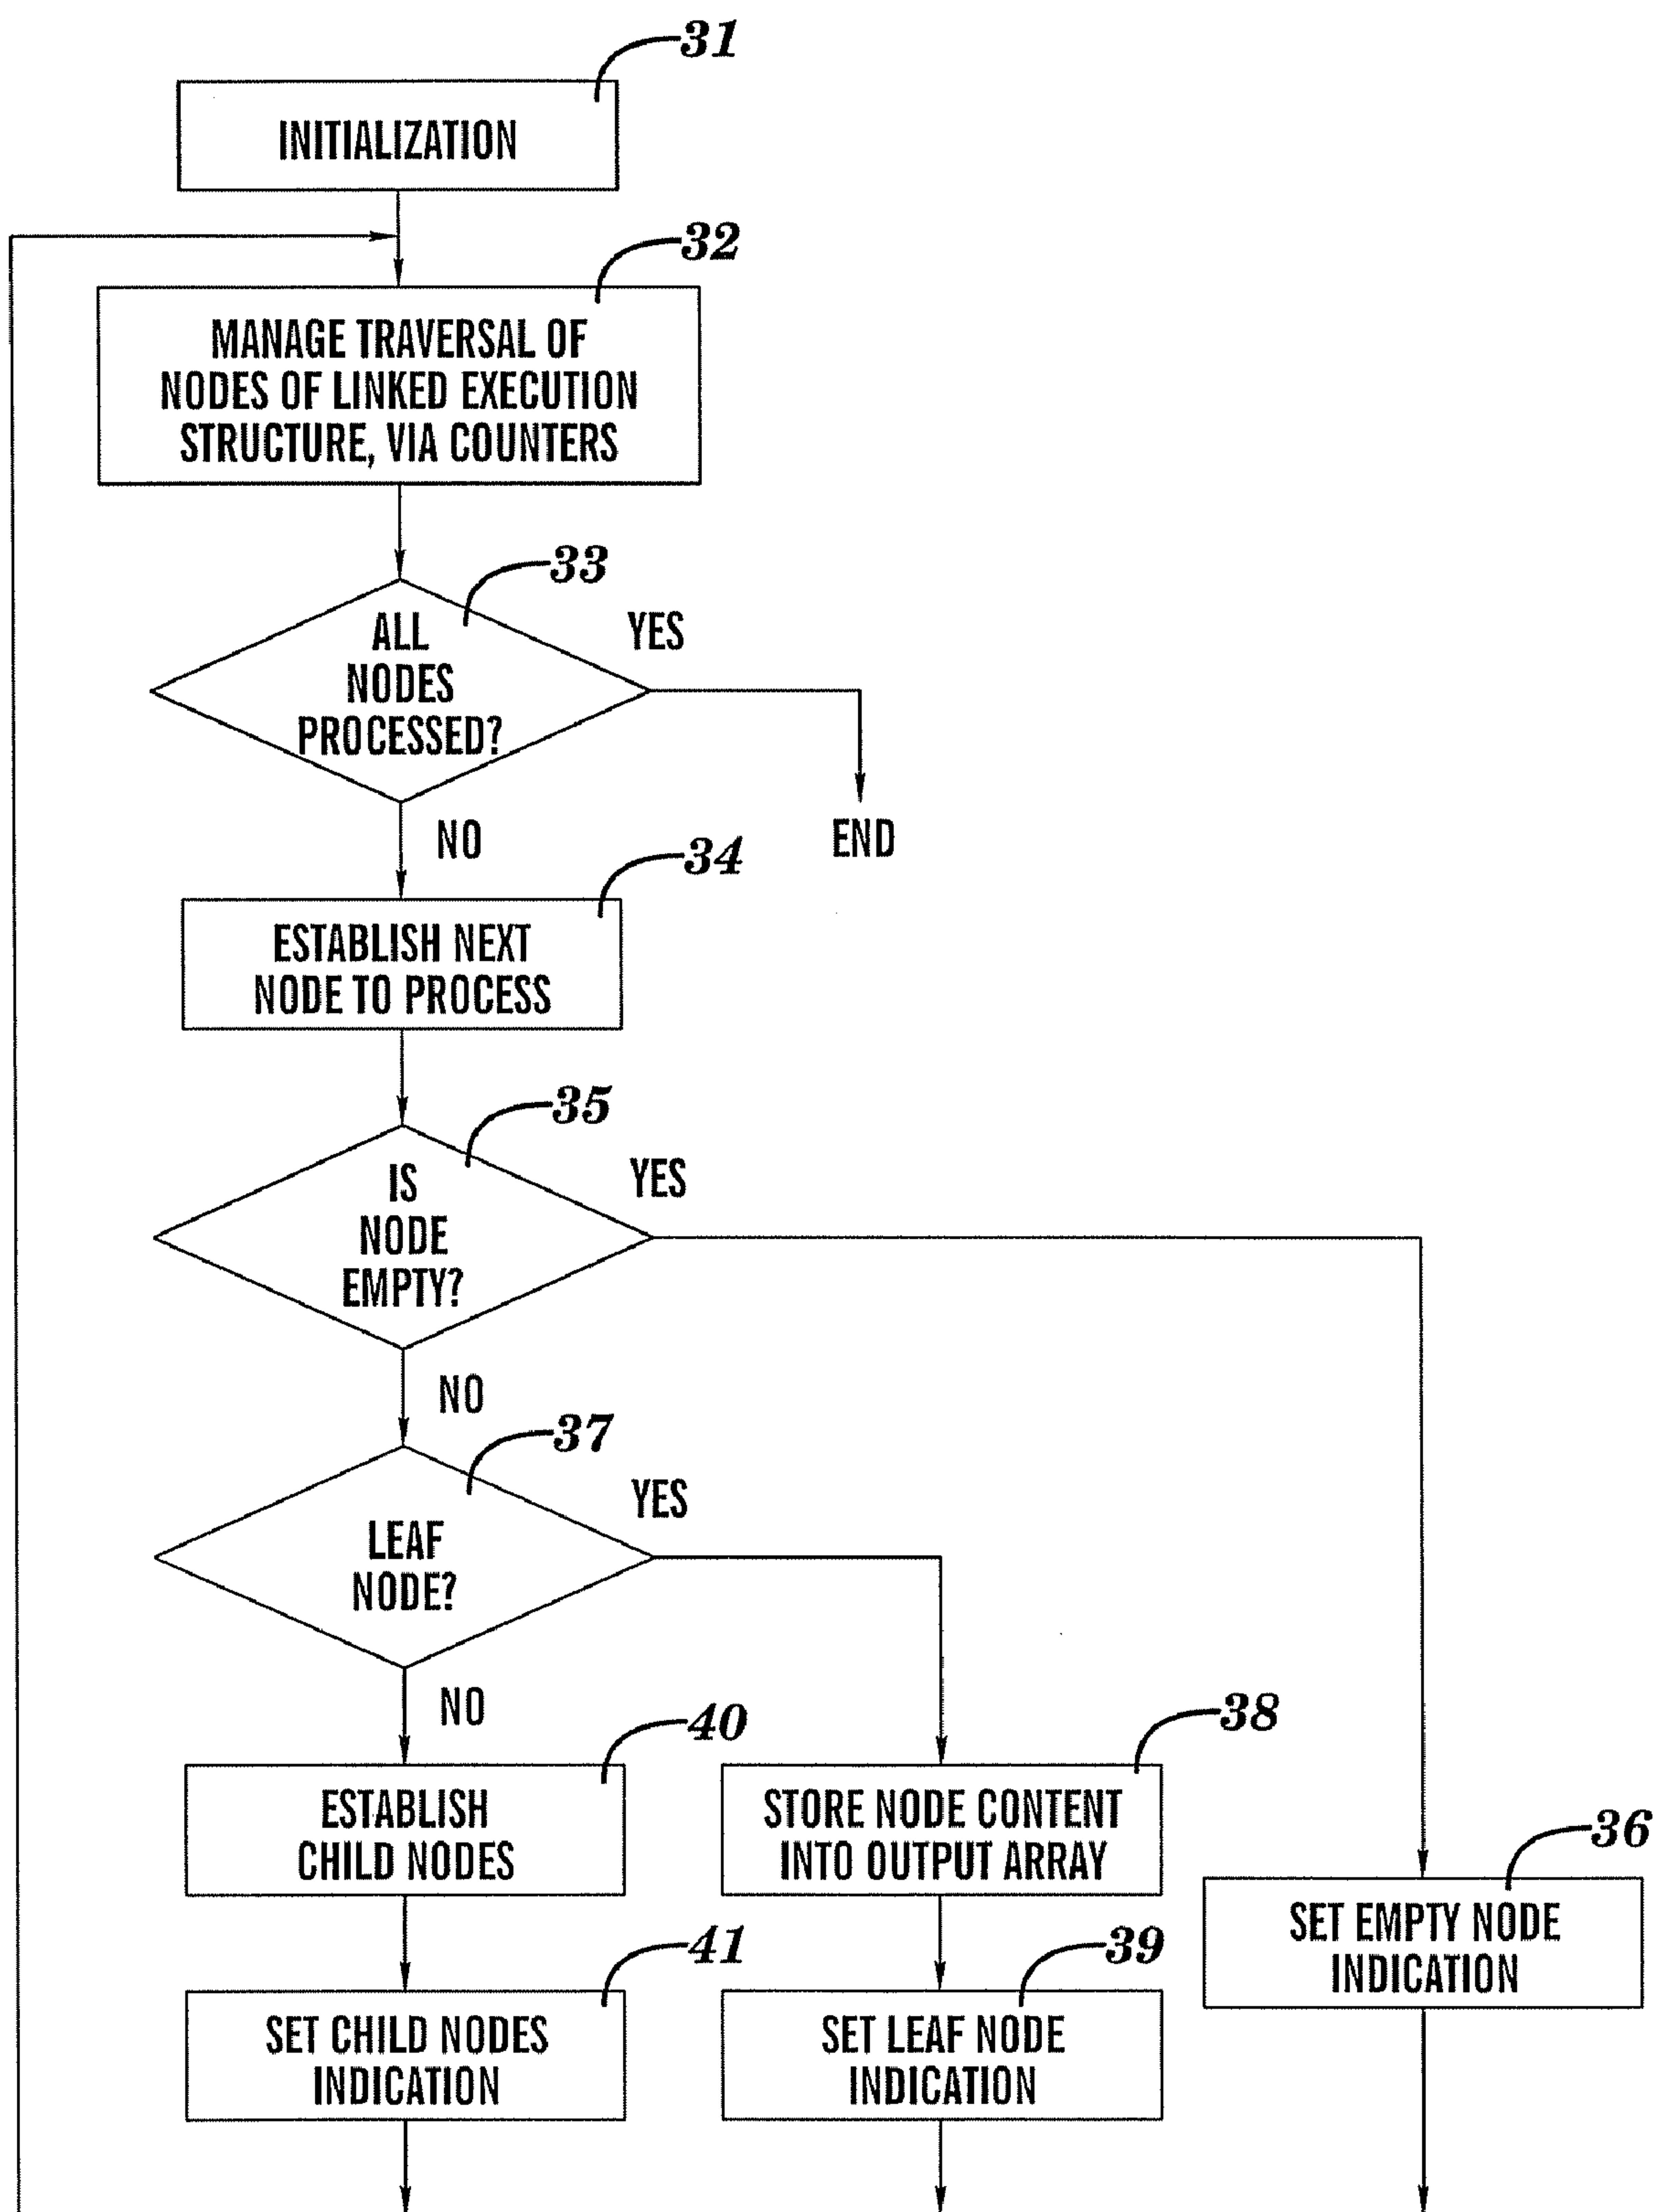 31
INITIALIZATION
32
MANAGE TRAVERSAL OF
NODES OF LINKED EXECUTION
STRUCTURE, VIA COUNTERS
33
ALL
NODES
PROCESSED?
YES
NO
END
34
ESTABLISH NEXT
NODE TO PROCESS
35
IS
NODE
EMPTY?
YES
NO
37
LEAF
NODE?
YES
NO
40
ESTABLISH
CHILD NODES
38
STORE NODE CONTENT
INTO OUTPUT ARRAY
36
SET EMPTY NODE
INDICATION
41
SET CHILD NODES
INDICATION
39
SET LEAF NODE
INDICATION